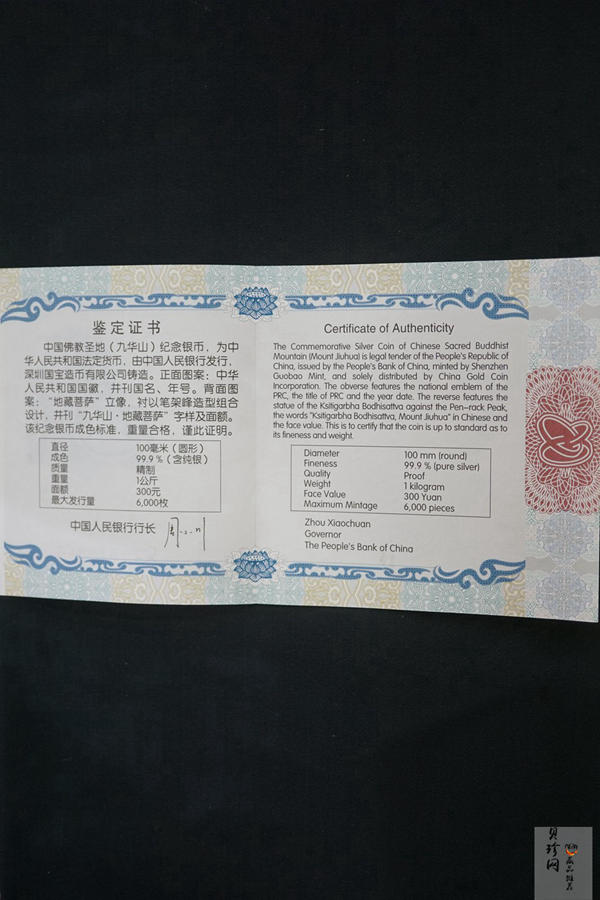 鉴定证书
中国佛教圣地（九华山）纪念银币，为中
华人民共和国法定货币，由中国人民银行发行，
深圳国宝造币有限公司铸造。正面图案：中华
人民共和国国徽，并刊国名、年号。背面图
案：“地藏菩萨”立像，衬以笔架峰造型组合
设计，并刊“九华山·地藏菩萨”字样及面额。
该纪念银币成色标准，重量合格，谨此证明。
直径 100毫米（圆形）
成色 99.9％（含纯银）
质量 精制
重量 1公斤
面额 300元
最大发行量 6,000枚
中国人民银行行长
Certificate of Authenticity
The Commemorative Silver Coin of Chinese Sacred Buddhist
Mountain (Mount Jiuhua) is legal tender of the People's Republic of
China, issued by the People's Bank of China, minted by Shenzhen
Guobao Mint, and solely distributed by China Gold Coin
Incorporation. The obverse features the national emblem of the
PRC, the title of PRC and the year date. The reverse features the
statue of the Ksitigarbha Bodhisattva against the Pen-rack Peak,
the words "Ksitigarbha Bodhisattva, Mount Jiuhua" in Chinese and
the face value. This is to certify that the coin is up to standard as to
its fineness and weight.
Diameter 100 mm (round)
Fineness 99.9 % (pure silver)
Quality Proof
Weight 1 kilogram
Face Value 300 Yuan
Maximum Mintage 6,000 pieces
Zhou Xiaochuan
Governor
The People's Bank of China
贝珍网